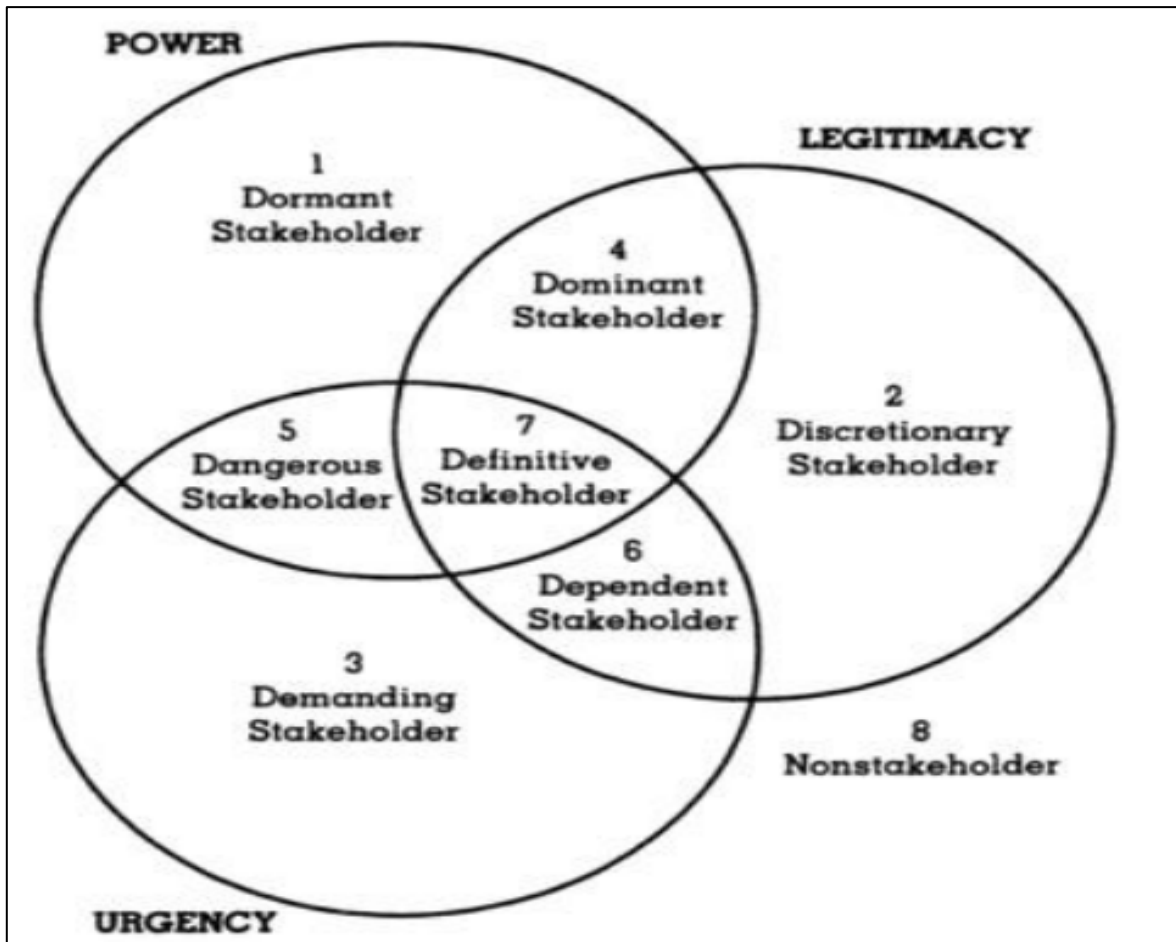 POWER
LEGITIMACY
1
Dormant
Stakeholder
4
Dominant
Stakeholder
2
Discretionary
Stakeholder
5
Dangerous
Stakeholder
7
Definitive
Stakeholder
6
Dependent
Stakeholder
3
Demanding
Stakeholder
8
Nonstakeholder
URGENCY